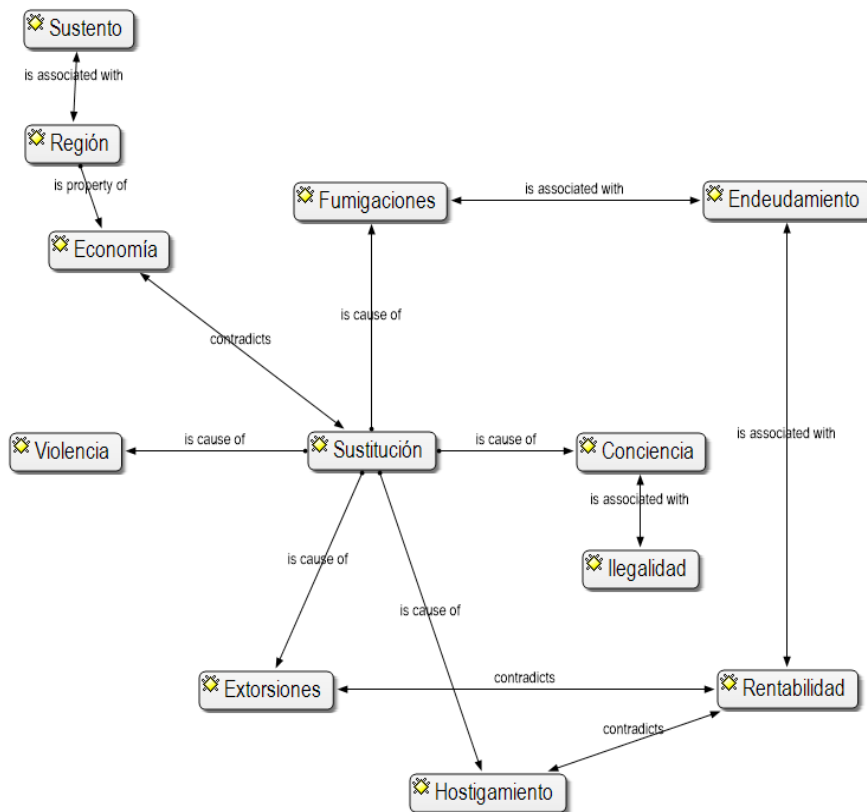 Sustento
is associated with
Región
is property of
Economía
Fumigaciones
is associated with
Endeudamiento
is cause of
contradicts
is associated with
Violencia
is cause of
Sustitución
is cause of
Conciencia
is associated with
Ilegalidad
is cause of
is cause of
Extorsiones
contradicts
Rentabilidad
contradicts
Hostigamiento